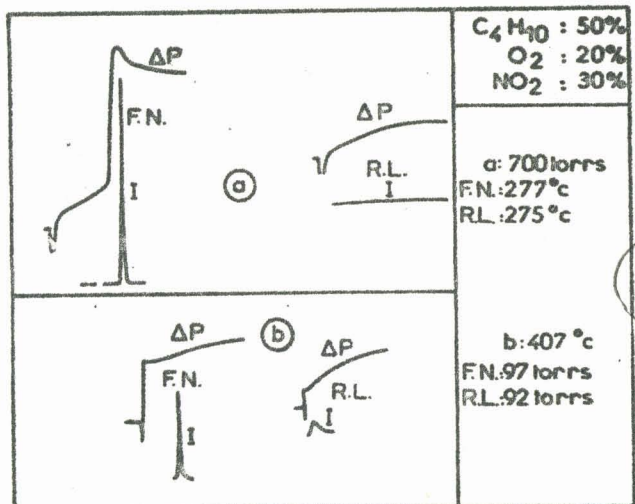 C₄H₁₀ : 50%
O₂ : 20%
NO₂ : 30%
ΔP
F.N.
I
ⓐ
ΔP
R.L.
I
a: 700 torrs
F.N.:277°c
R.L.:275°c
ΔP
ⓑ
F.N.
I
ΔP
R.L.
I
b:407 °c
F.N.:97 torrs
R.L.:92 torrs